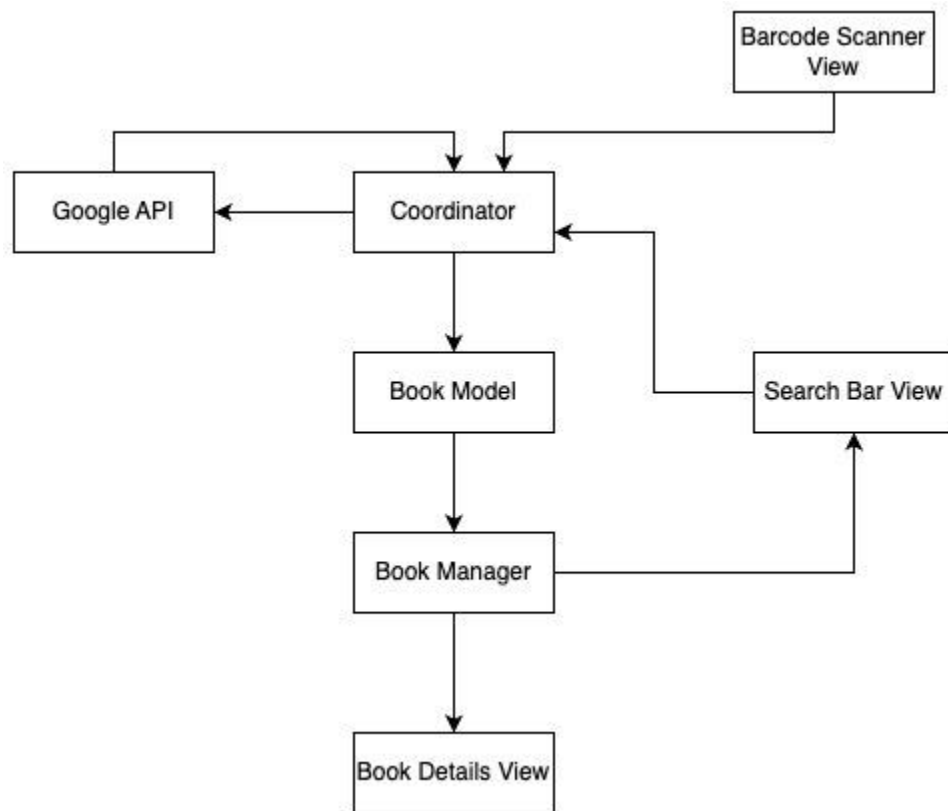 Barcode Scanner
View
Google API
Coordinator
Book Model
Search Bar View
Book Manager
Book Details View